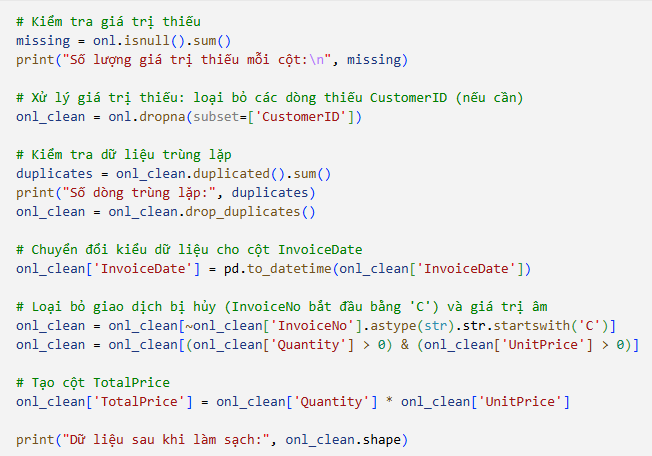 # Kiểm tra giá trị thiếu
missing = onl.isnull().sum()
print("Số lượng giá trị thiếu mỗi cột:\n", missing)
# Xử lý giá trị thiếu: loại bỏ các dòng thiếu CustomerID (nếu cần)
onl_clean = onl.dropna(subset=['CustomerID'])
# Kiểm tra dữ liệu trùng lặp
duplicates = onl_clean.duplicated().sum()
print("Số dòng trùng lặp:", duplicates)
onl_clean = onl_clean.drop_duplicates()
# Chuyển đổi kiểu dữ liệu cho cột InvoiceDate
onl_clean['InvoiceDate'] = pd.to_datetime(onl_clean['InvoiceDate'])
# Loại bỏ giao dịch bị hủy (InvoiceNo bắt đầu bằng 'C') và giá trị âm
onl_clean = onl_clean[~onl_clean['InvoiceNo'].astype(str).str.startswith('C')]
onl_clean = onl_clean[(onl_clean['Quantity'] > 0) & (onl_clean['UnitPrice'] > 0)]
# Tạo cột TotalPrice
onl_clean['TotalPrice'] = onl_clean['Quantity'] * onl_clean['UnitPrice']
print("Dữ liệu sau khi làm sạch:", onl_clean.shape)